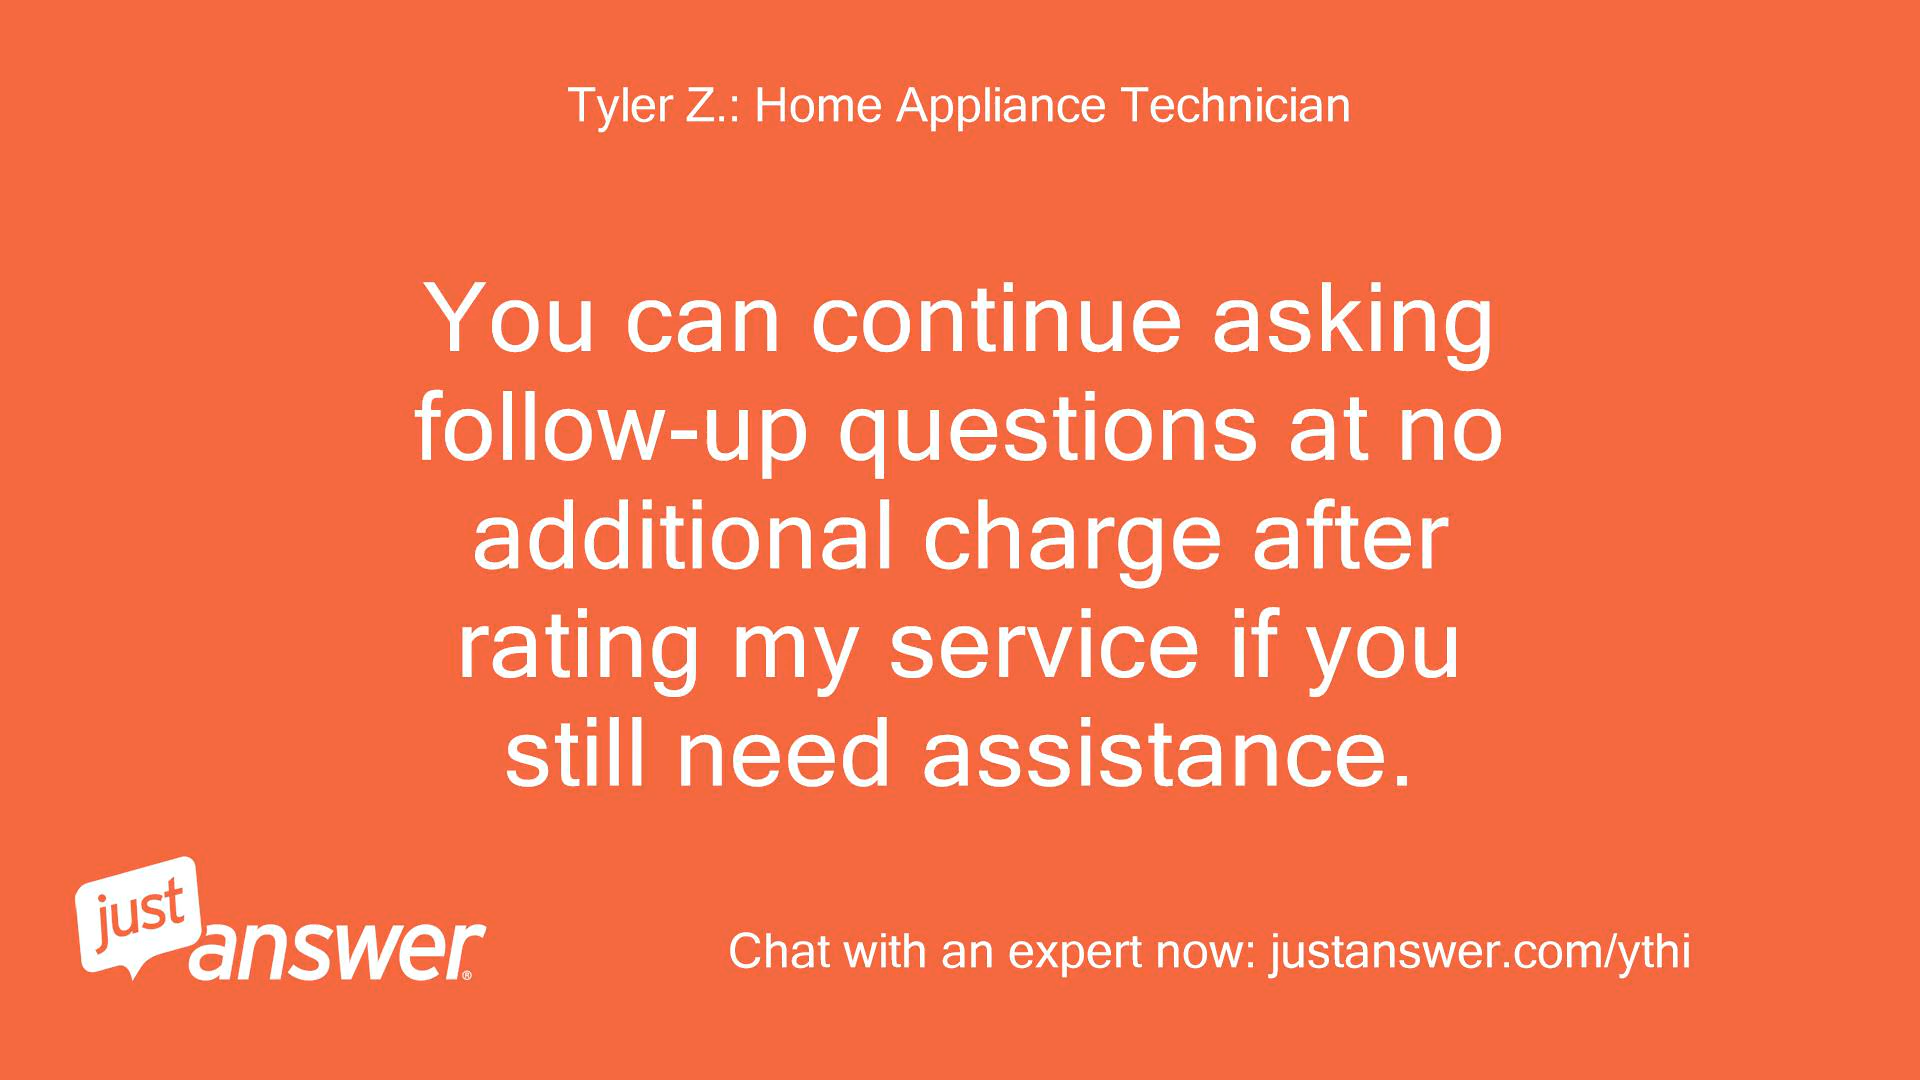 Tyler Z.: Home Appliance Technician
You can continue asking
follow-up questions at no
additional charge after
rating my service if you
still need assistance.
just
answer®
Chat with an expert now: justanswer.com/ythi